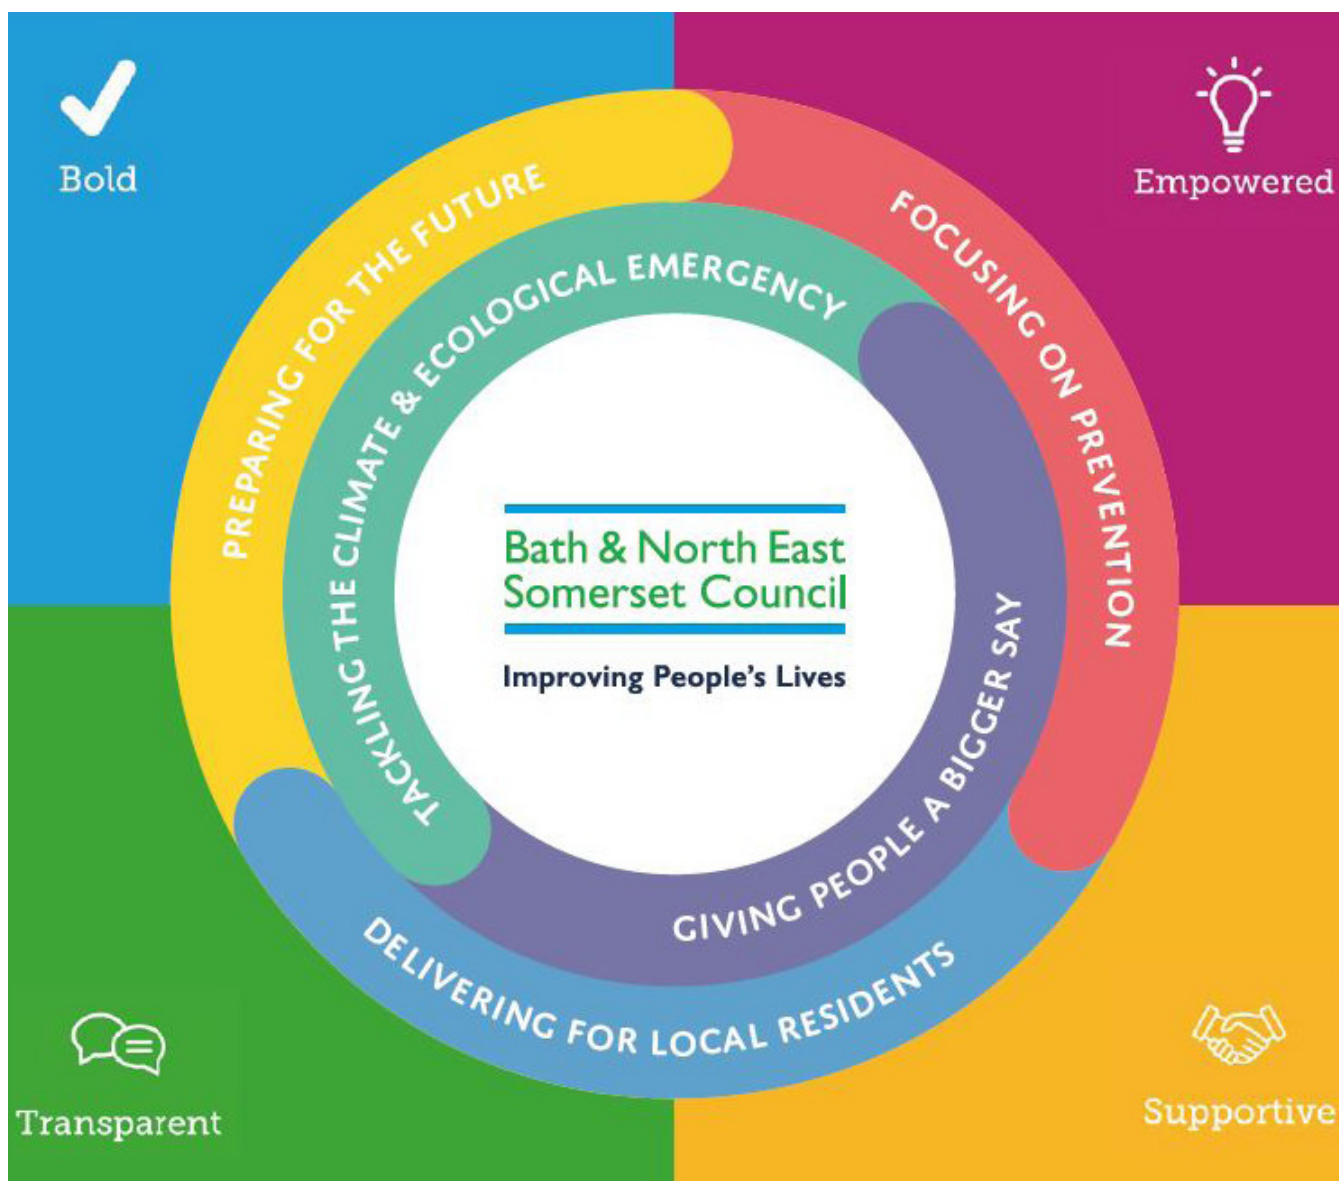 Bold
Empowered
PREPARING FOR THE FUTURE
FOCUSING ON PREVENTION
TACKLING THE CLIMATE & ECOLOGICAL EMERGENCY
Bath & North East
Somerset Council
Improving People's Lives
GIVING PEOPLE A BIGGER SAY
DELIVERING FOR LOCAL RESIDENTS
Transparent
Supportive